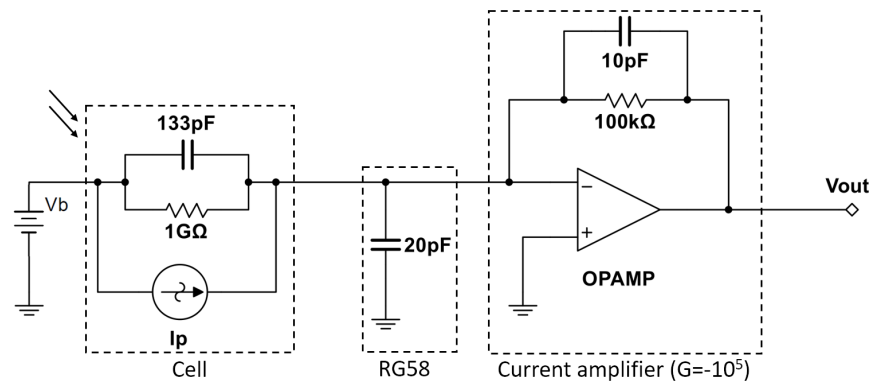 10pF
100kΩ
133pF
Vb
1GΩ
Ip
Cell
20pF
RG58
−
+
OPAMP
Vout
Current amplifier (G=-10⁵)